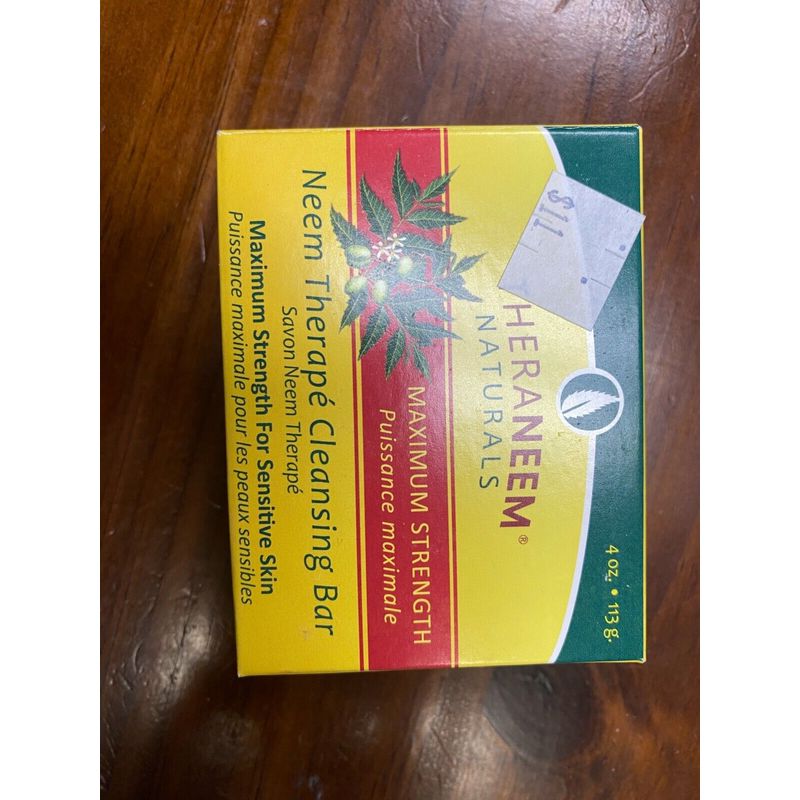 $11
HERANEEM®
NATURALS
4 oz. • 113 g.
MAXIMUM STRENGTH
Puissance maximale
Neem Therapé Cleansing Bar
Savon Neem Therapé
Maximum Strength For Sensitive Skin
Puissance maximale pour les peaux sensibles